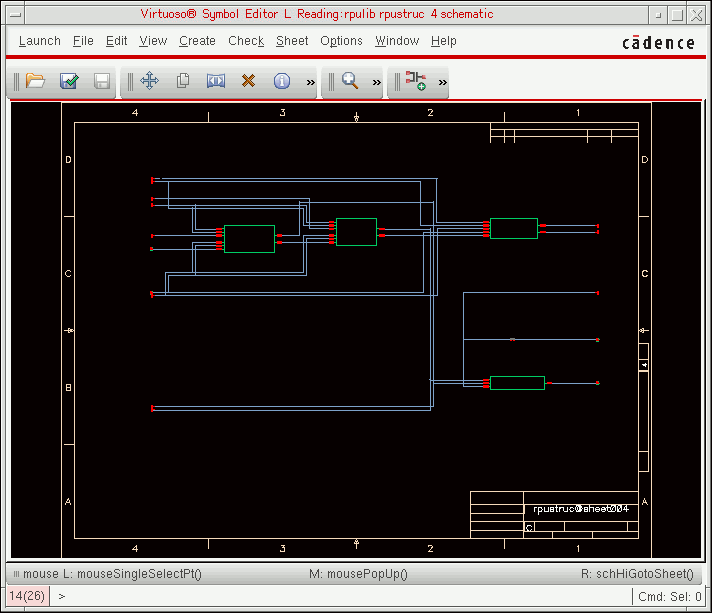 Virtuoso® Symbol Editor L Reading:rpulib rpustruc 4 schematic
Launch File Edit View Create Check Sheet Options Window Help
cādence
» » »
4 3 2 1
D D
C C
4
B B
A A
rpustruc@sheet004
C
4 3 2 1
mouse L: mouseSingleSelectPt() M: mousePopUp() R: schHiGotoSheet()
14(26) > Cmd: Sel: 0